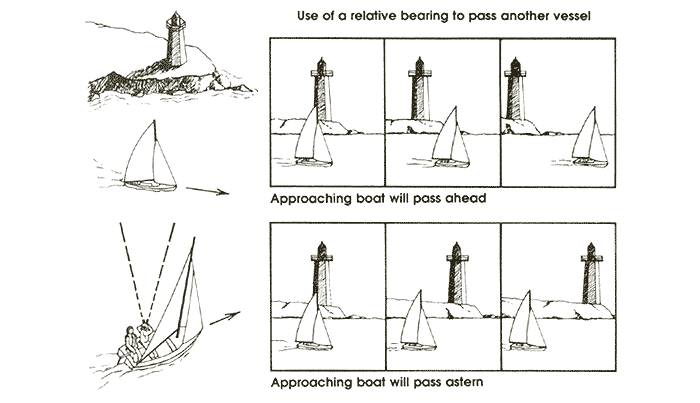 Use of a relative bearing to pass another vessel
Approaching boat will pass ahead
Approaching boat will pass astern